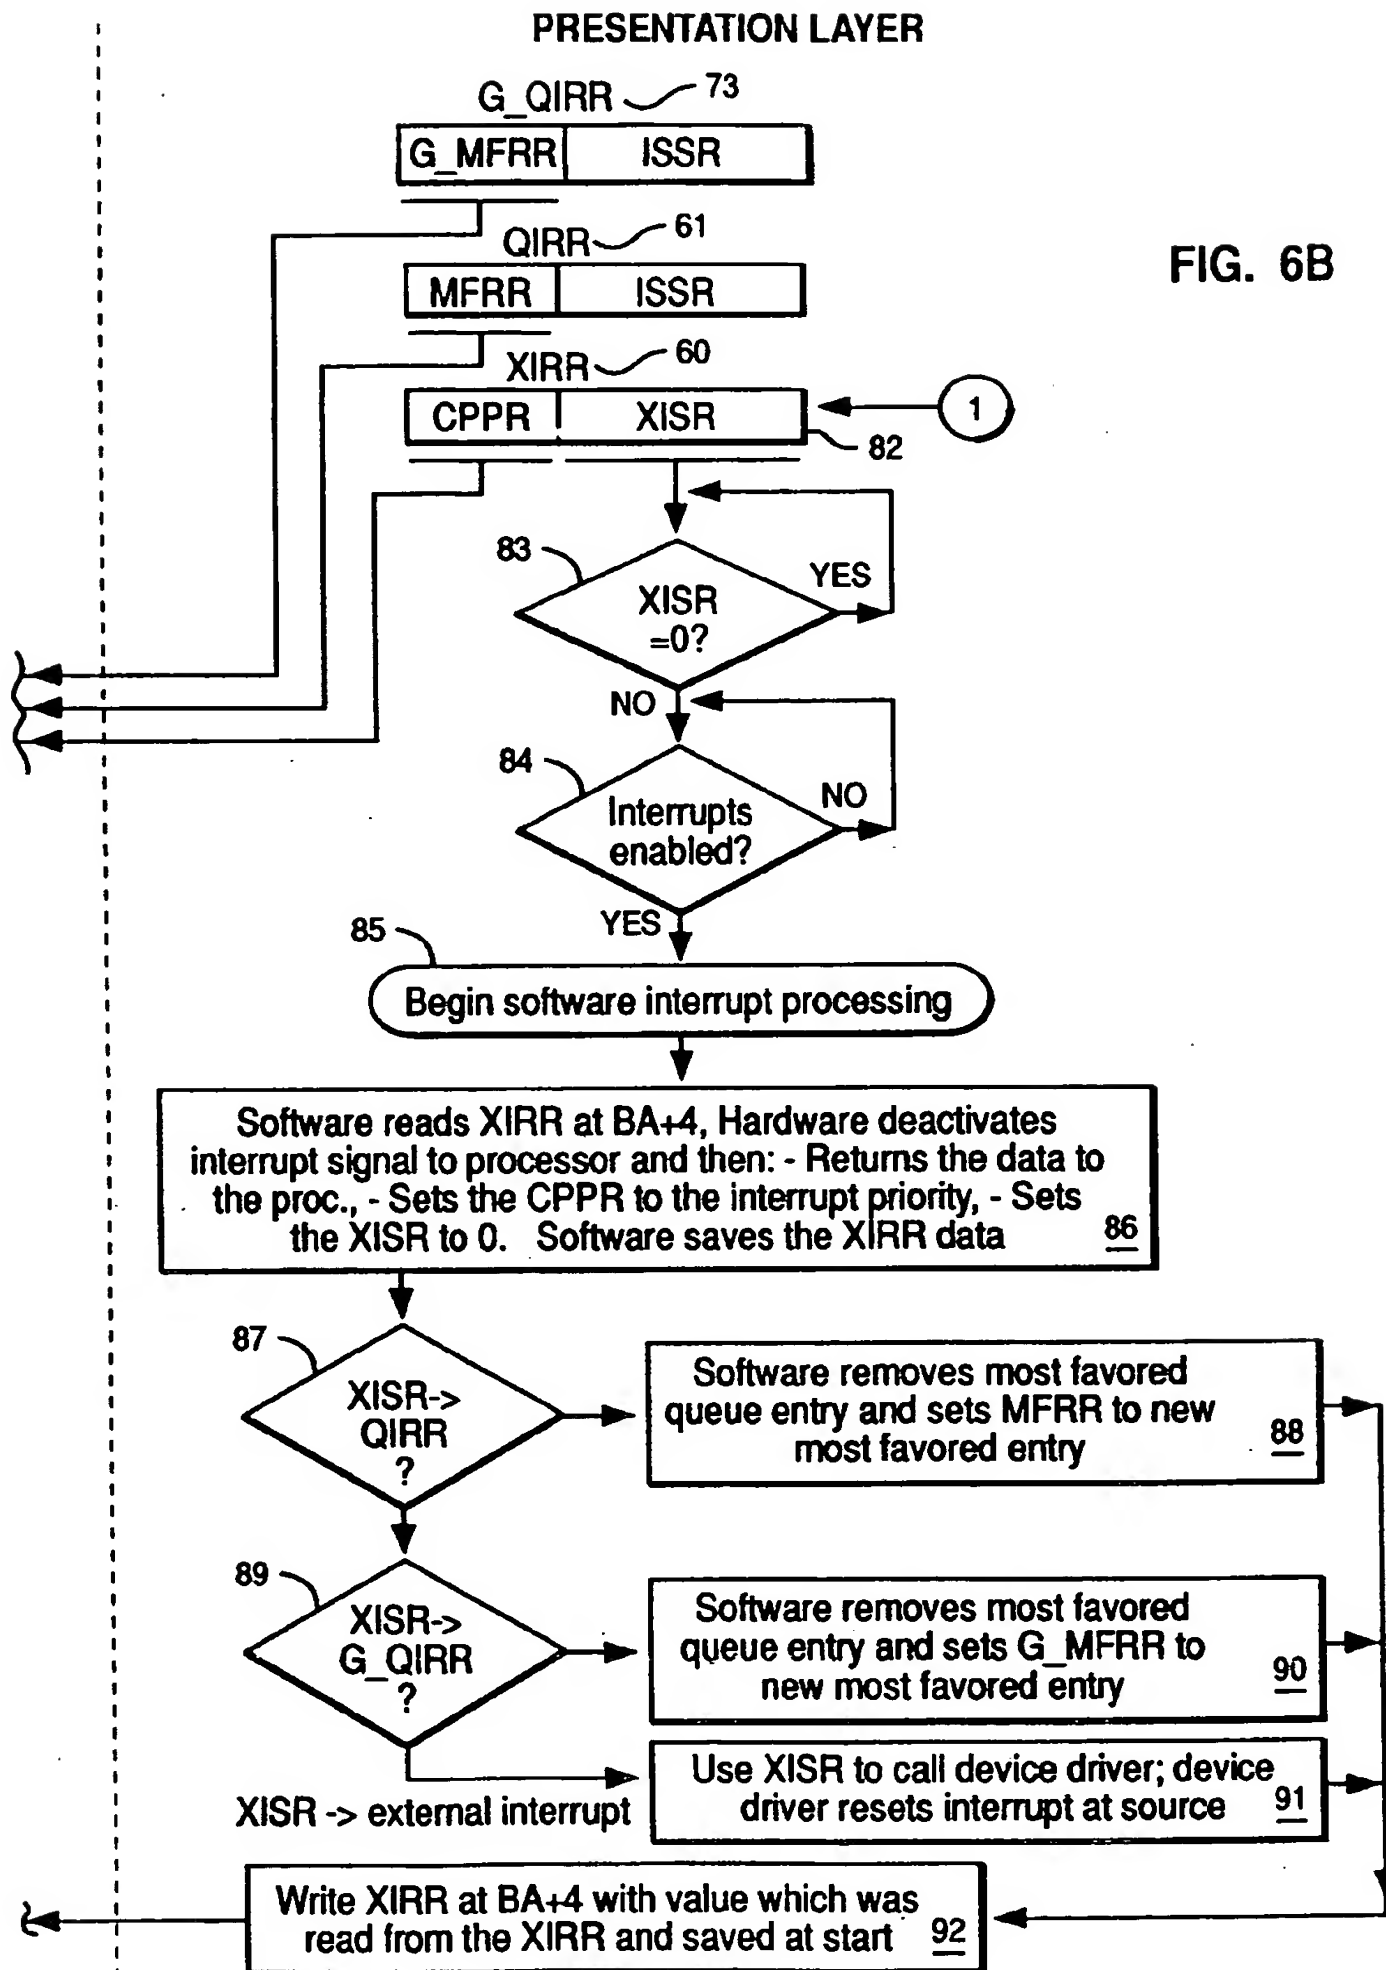 PRESENTATION LAYER
G_QIRR 73
G_MFRR ISSR
QIRR 61
FIG. 6B
MFRR ISSR
XIRR 60
CPPR XISR
1
82
83
YES
XISR
=0?
NO
84
NO
Interrupts
enabled?
YES
85
Begin software interrupt processing
Software reads XIRR at BA+4, Hardware deactivates
interrupt signal to processor and then: - Returns the data to
the proc., - Sets the CPPR to the interrupt priority, - Sets
the XISR to 0. Software saves the XIRR data 86
87
XISR->
QIRR
?
Software removes most favored
queue entry and sets MFRR to new
most favored entry 88
89
XISR->
G_QIRR
?
Software removes most favored
queue entry and sets G_MFRR to
new most favored entry 90
XISR -> external interrupt
Use XISR to call device driver; device
driver resets interrupt at source 91
Write XIRR at BA+4 with value which was
read from the XIRR and saved at start 92